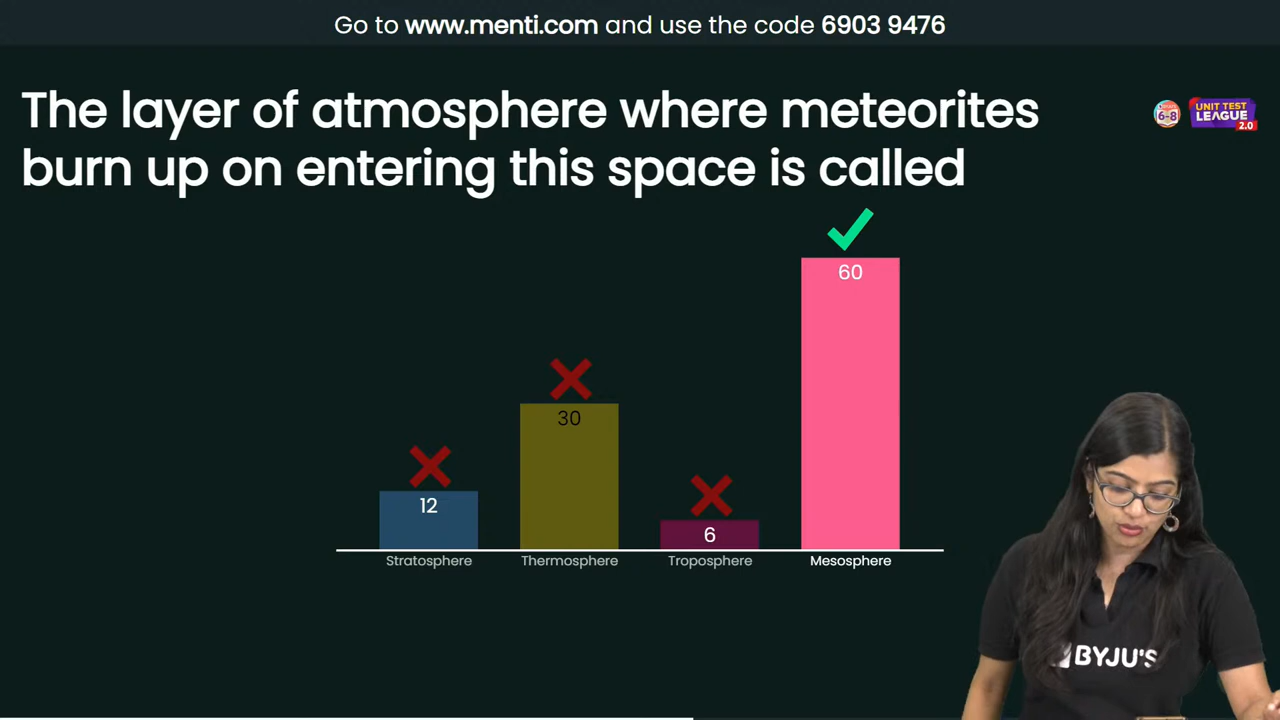 Go to www.menti.com and use the code 6903 9476
The layer of atmosphere where meteorites
burn up on entering this space is called
6-8
UNIT TEST
LEAGUE
2.0
60
30
12
6
Stratosphere
Thermosphere
Troposphere
Mesosphere
BYJU'S